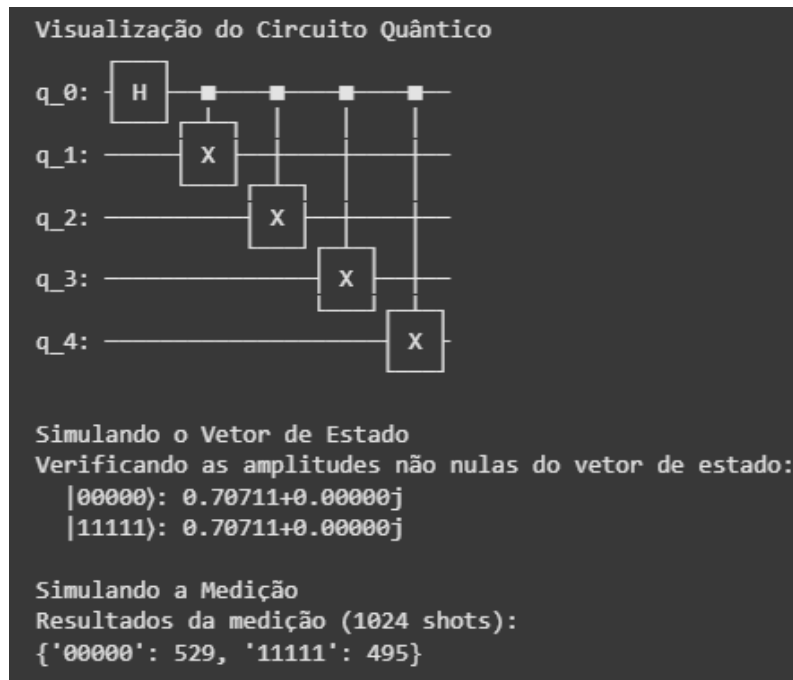 Visualização do Circuito Quântico
q_0: H
q_1: X
q_2: X
q_3: X
q_4: X
Simulando o Vetor de Estado
Verificando as amplitudes não nulas do vetor de estado:
|00000⟩: 0.70711+0.00000j
|11111⟩: 0.70711+0.00000j
Simulando a Medição
Resultados da medição (1024 shots):
{'00000': 529, '11111': 495}